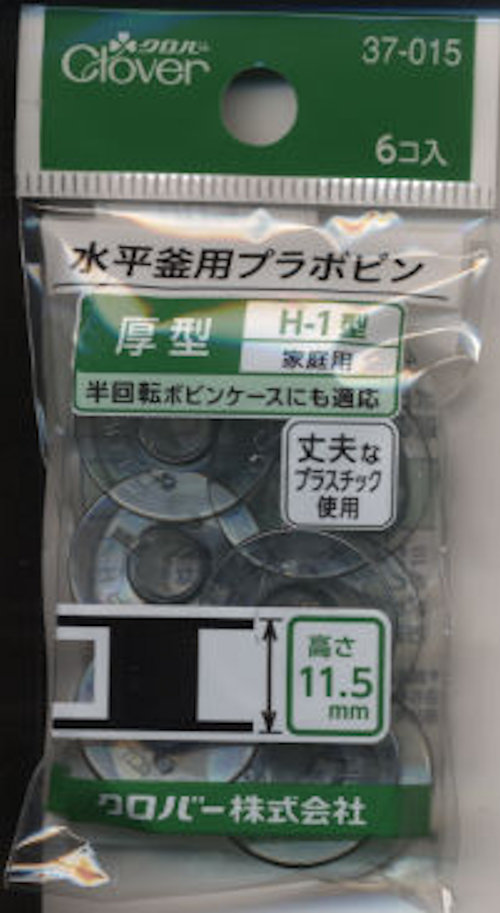 クロバー
Clover
37-015
6コ入
水平釜用プラボビン
厚型
H-1型
家庭用
半回転ボビンケースにも適応
丈夫な
プラスチック
使用
高さ
11.5
mm
クロバー株式会社